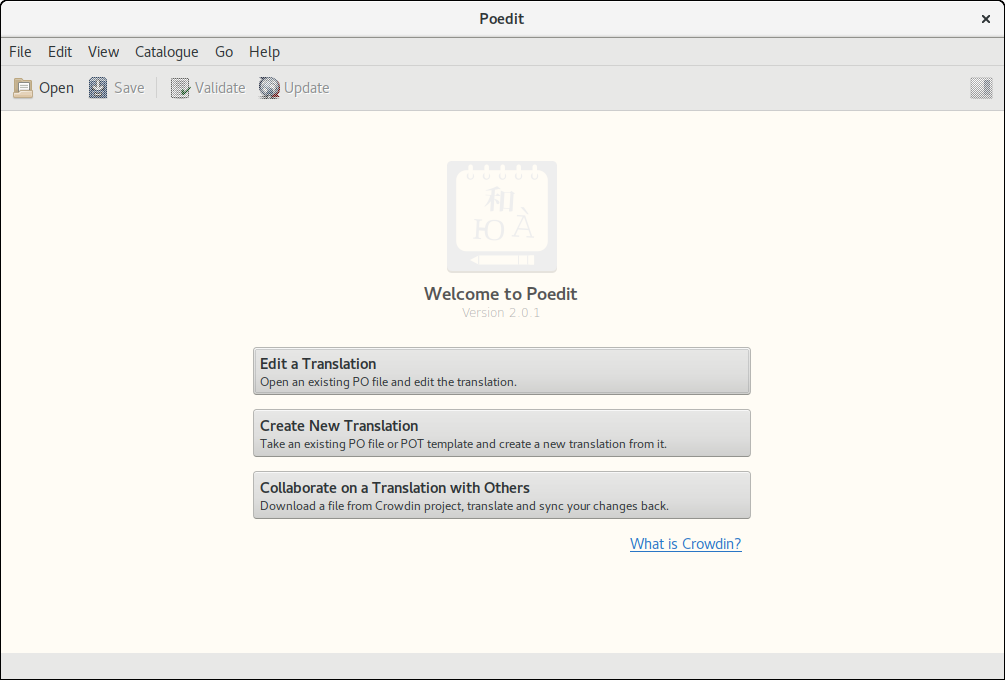 Poedit
File Edit View Catalogue Go Help
Open Save Validate Update
和
Ю À
Welcome to Poedit
Version 2.0.1
Edit a Translation
Open an existing PO file and edit the translation.
Create New Translation
Take an existing PO file or POT template and create a new translation from it.
Collaborate on a Translation with Others
Download a file from Crowdin project, translate and sync your changes back.
What is Crowdin?